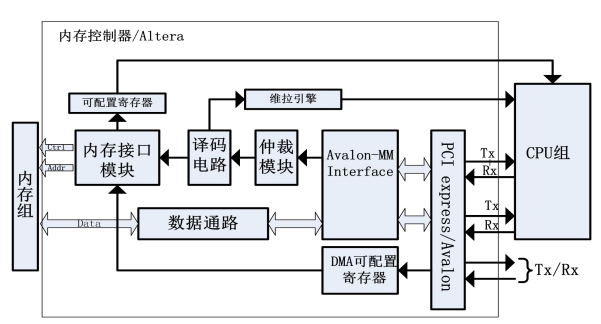 内存控制器/Altera
可配置寄存器
维拉引擎
Ctrl
Addr
内存接口
模块
译码
电路
仲裁
模块
Avalon-MM
Interface
PCI express/Avalon
Tx
Rx
CPU组
内存组
Data
数据通路
Tx
Rx
DMA可配置
寄存器
Tx/Rx